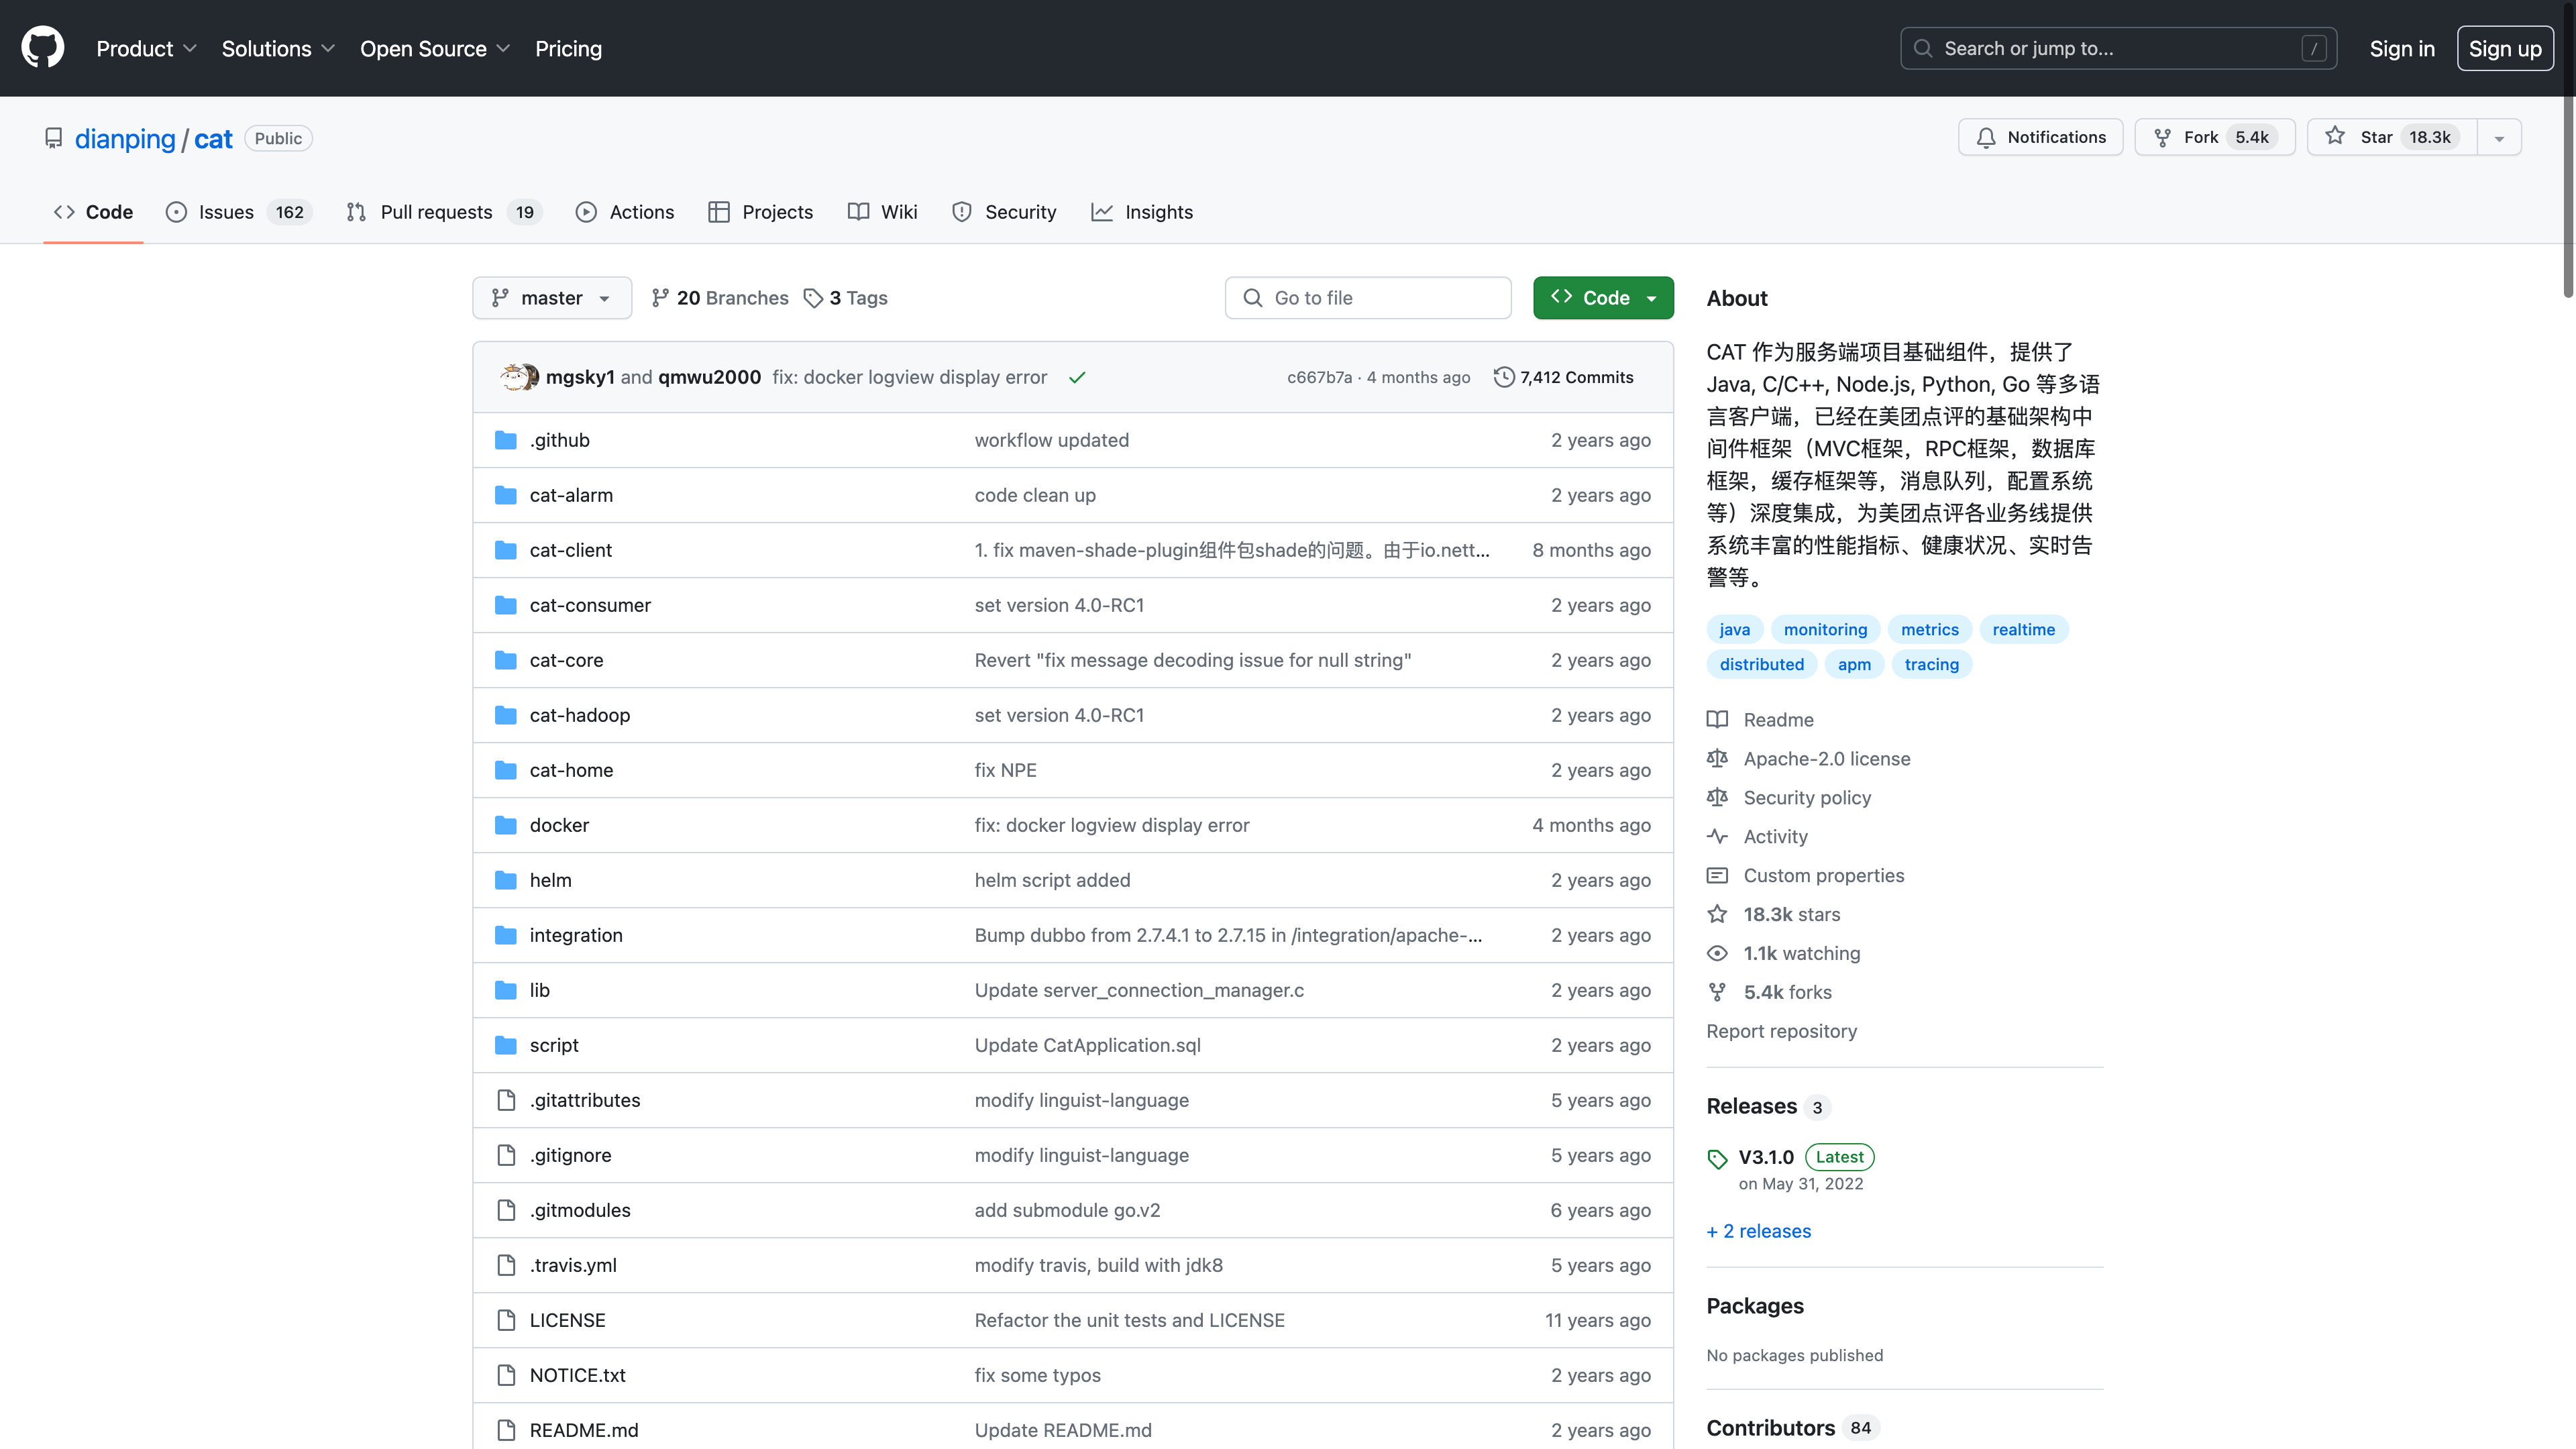 Product Solutions Open Source Pricing Search or jump to... / Sign in Sign up
dianping / cat Public Notifications Fork 5.4k Star 18.3k
Code Issues 162 Pull requests 19 Actions Projects Wiki Security Insights
master 20 Branches 3 Tags Go to file Code
mgsky1 and qmwu2000 fix: docker logview display error c667b7a · 4 months ago 7,412 Commits
.github workflow updated 2 years ago
cat-alarm code clean up 2 years ago
cat-client 1. fix maven-shade-plugin组件包shade的问题。由于io.nett... 8 months ago
cat-consumer set version 4.0-RC1 2 years ago
cat-core Revert "fix message decoding issue for null string" 2 years ago
cat-hadoop set version 4.0-RC1 2 years ago
cat-home fix NPE 2 years ago
docker fix: docker logview display error 4 months ago
helm helm script added 2 years ago
integration Bump dubbo from 2.7.4.1 to 2.7.15 in /integration/apache-... 2 years ago
lib Update server_connection_manager.c 2 years ago
script Update CatApplication.sql 2 years ago
.gitattributes modify linguist-language 5 years ago
.gitignore modify linguist-language 5 years ago
.gitmodules add submodule go.v2 6 years ago
.travis.yml modify travis, build with jdk8 5 years ago
LICENSE Refactor the unit tests and LICENSE 11 years ago
NOTICE.txt fix some typos 2 years ago
README.md Update README.md 2 years ago
About
CAT 作为服务端项目基础组件，提供了
Java, C/C++, Node.js, Python, Go 等多语
言客户端，已经在美团点评的基础架构中
间件框架（MVC框架，RPC框架，数据库
框架，缓存框架等，消息队列，配置系统
等）深度集成，为美团点评各业务线提供
系统丰富的性能指标、健康状况、实时告
警等。
java monitoring metrics realtime
distributed apm tracing
Readme
Apache-2.0 license
Security policy
Activity
Custom properties
18.3k stars
1.1k watching
5.4k forks
Report repository
Releases 3
V3.1.0 Latest
on May 31, 2022
+ 2 releases
Packages
No packages published
Contributors 84